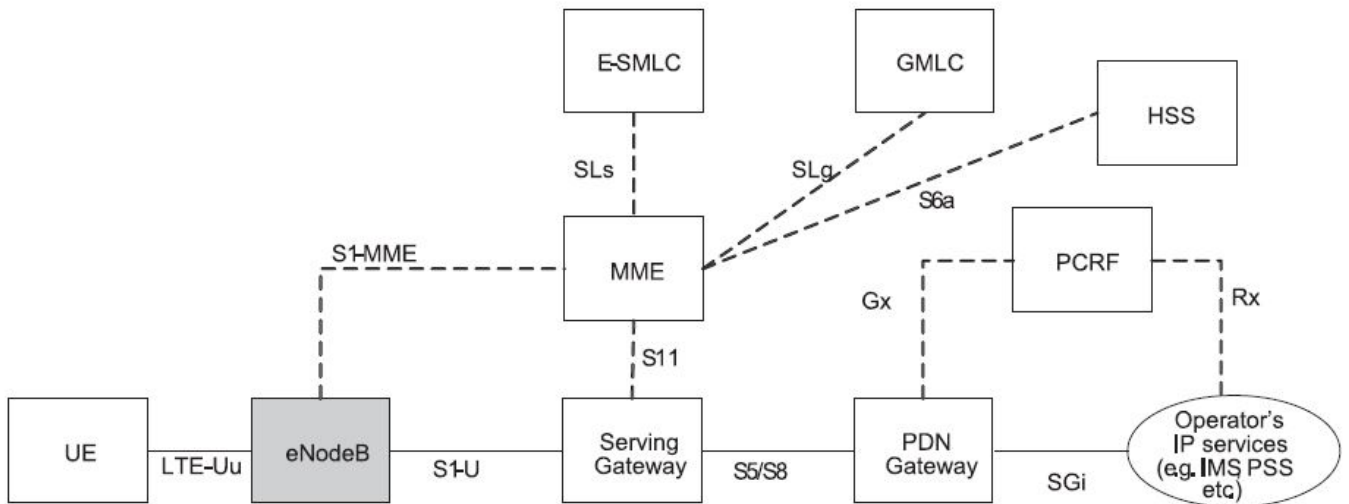 E-SMLC
GMLC
HSS
SLs
SLg
S6a
S1-MME
MME
PCRF
Gx
Rx
S11
UE
eNodeB
Serving
Gateway
PDN
Gateway
Operator's
IP services
(e.g. IMS, PSS
etc.)
LTE-Uu
S1-U
S5/S8
SGi